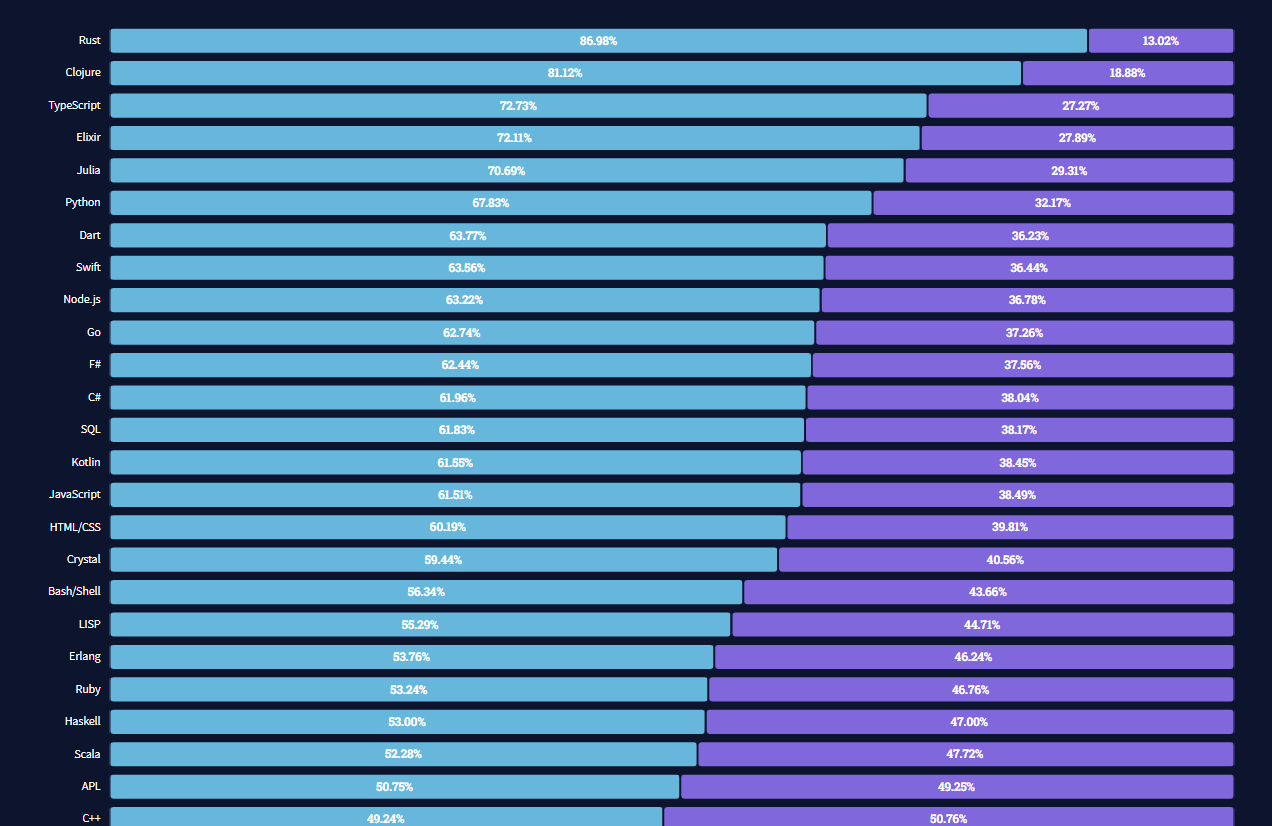 Rust 86.98% 13.02%
Clojure 81.12% 18.88%
TypeScript 72.73% 27.27%
Elixir 72.11% 27.89%
Julia 70.69% 29.31%
Python 67.83% 32.17%
Dart 63.77% 36.23%
Swift 63.56% 36.44%
Node.js 63.22% 36.78%
Go 62.74% 37.26%
F# 62.44% 37.56%
C# 61.96% 38.04%
SQL 61.83% 38.17%
Kotlin 61.55% 38.45%
JavaScript 61.51% 38.49%
HTML/CSS 60.19% 39.81%
Crystal 59.44% 40.56%
Bash/Shell 56.34% 43.66%
LISP 55.29% 44.71%
Erlang 53.76% 46.24%
Ruby 53.24% 46.76%
Haskell 53.00% 47.00%
Scala 52.28% 47.72%
APL 50.75% 49.25%
C++ 49.24% 50.76%